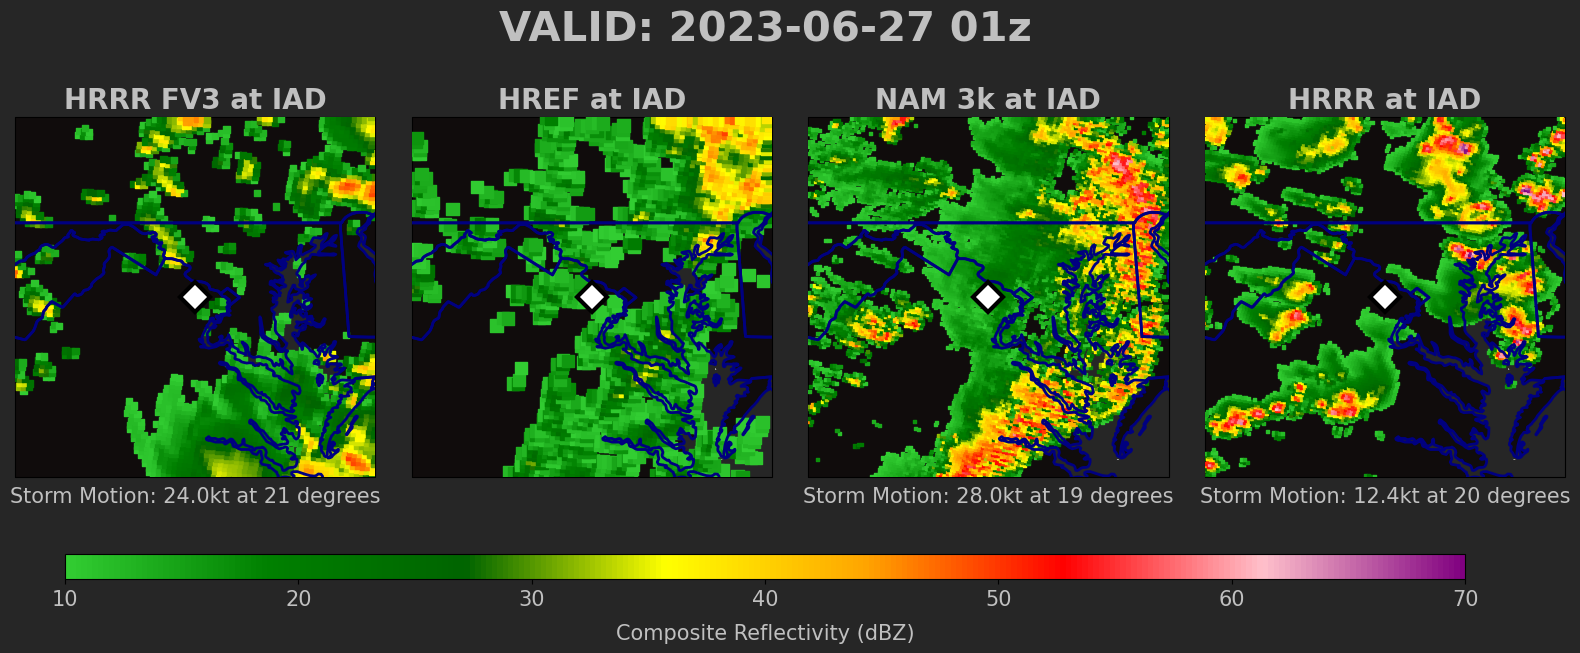 VALID: 2023-06-27 01z
HRRR FV3 at IAD
HREF at IAD
NAM 3k at IAD
HRRR at IAD
Storm Motion: 24.0kt at 21 degrees
Storm Motion: 28.0kt at 19 degrees
Storm Motion: 12.4kt at 20 degrees
10 20 30 40 50 60 70
Composite Reflectivity (dBZ)